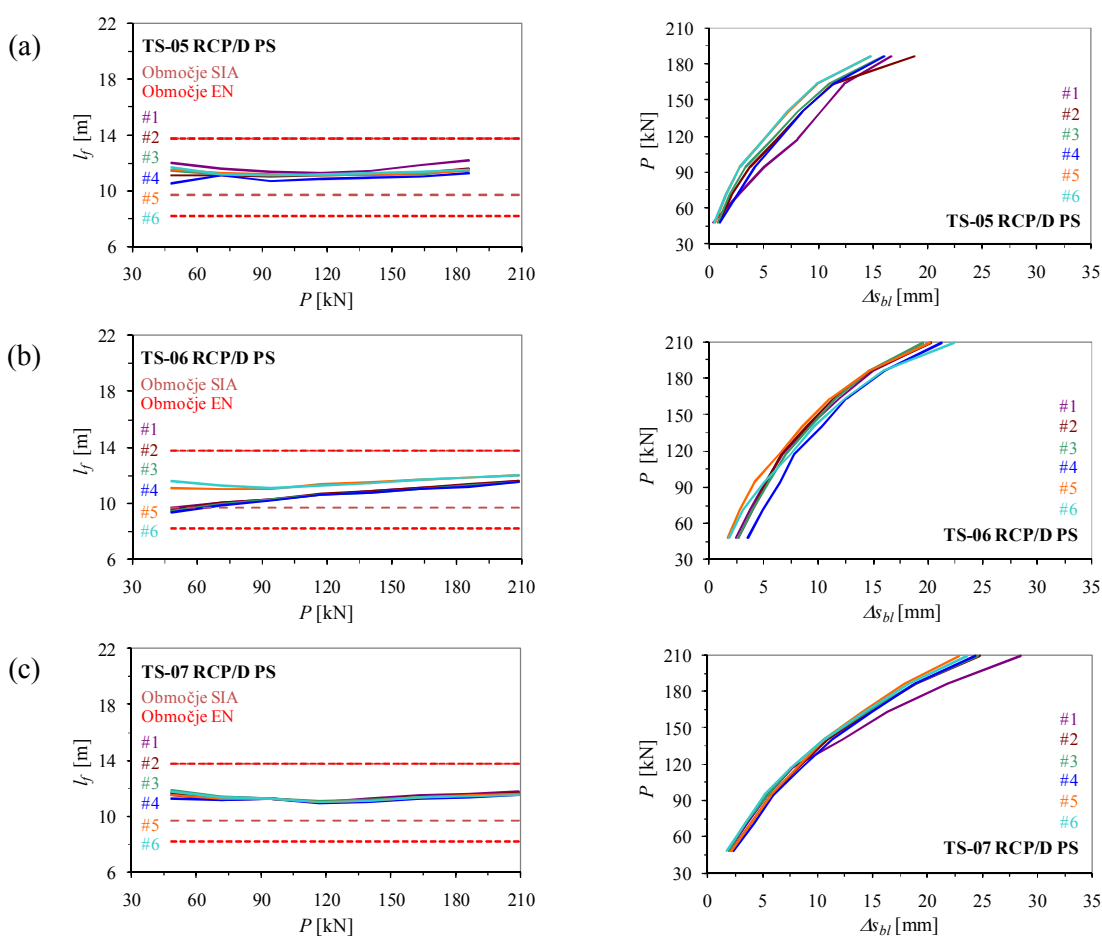 (a)
22
18
14
10
6
l_f [m]
TS-05 RCP/D PS
Območje SIA
Območje EN
#1
#2
#3
#4
#5
#6
30 60 90 120 150 180 210
P [kN]
210
180
150
120
90
60
30
P [kN]
#1
#2
#3
#4
#5
#6
TS-05 RCP/D PS
0 5 10 15 20 25 30 35
Δs_bl [mm]
(b)
22
18
14
10
6
l_f [m]
TS-06 RCP/D PS
Območje SIA
Območje EN
#1
#2
#3
#4
#5
#6
30 60 90 120 150 180 210
P [kN]
210
180
150
120
90
60
30
P [kN]
#1
#2
#3
#4
#5
#6
TS-06 RCP/D PS
0 5 10 15 20 25 30 35
Δs_bl [mm]
(c)
22
18
14
10
6
l_f [m]
TS-07 RCP/D PS
Območje SIA
Območje EN
#1
#2
#3
#4
#5
#6
30 60 90 120 150 180 210
P [kN]
210
180
150
120
90
60
30
P [kN]
#1
#2
#3
#4
#5
#6
TS-07 RCP/D PS
0 5 10 15 20 25 30 35
Δs_bl [mm]